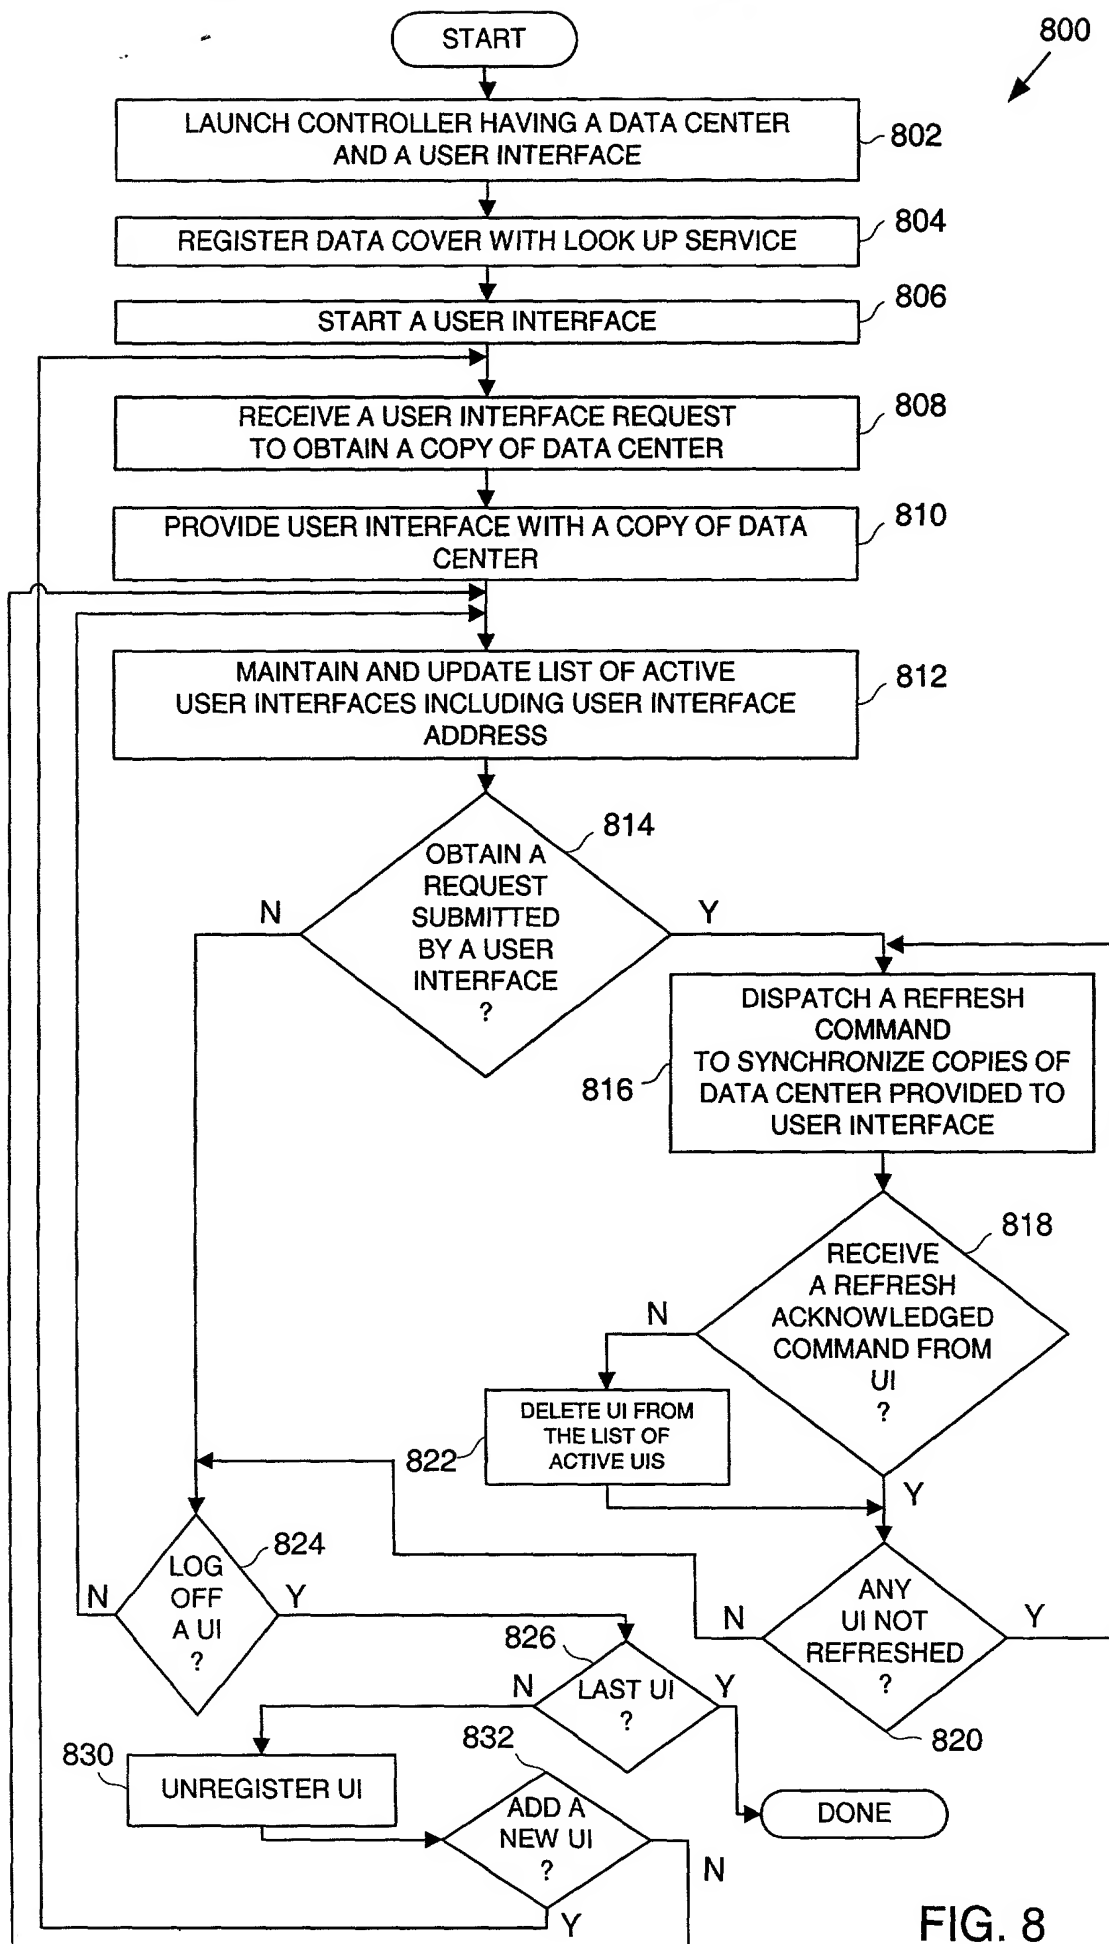 START
800
LAUNCH CONTROLLER HAVING A DATA CENTER
AND A USER INTERFACE
802
REGISTER DATA COVER WITH LOOK UP SERVICE
804
START A USER INTERFACE
806
RECEIVE A USER INTERFACE REQUEST
TO OBTAIN A COPY OF DATA CENTER
808
PROVIDE USER INTERFACE WITH A COPY OF DATA
CENTER
810
MAINTAIN AND UPDATE LIST OF ACTIVE
USER INTERFACES INCLUDING USER INTERFACE
ADDRESS
812
814
OBTAIN A
REQUEST
SUBMITTED
BY A USER
INTERFACE
?
N
Y
DISPATCH A REFRESH
COMMAND
TO SYNCHRONIZE COPIES OF
DATA CENTER PROVIDED TO
USER INTERFACE
816
818
RECEIVE
A REFRESH
ACKNOWLEDGED
COMMAND FROM
UI
?
N
Y
DELETE UI FROM
THE LIST OF
ACTIVE UIS
822
824
LOG
OFF
A UI
?
N
Y
ANY
UI NOT
REFRESHED
?
N
Y
820
826
LAST UI
?
N
Y
830
UNREGISTER UI
832
ADD A
NEW UI
?
N
Y
DONE
FIG. 8